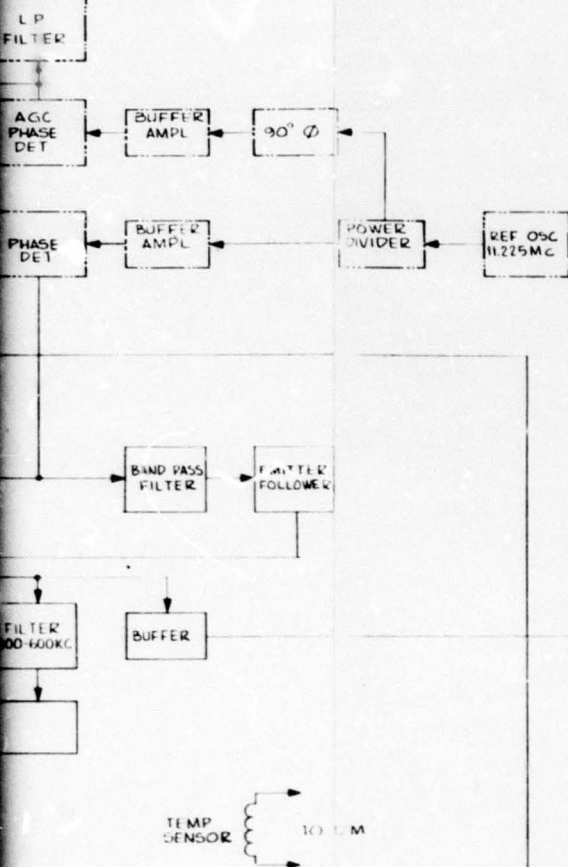 LP
FILTER
AGC
PHASE
DET
BUFFER
AMPL
90° Ø
PHASE
DET
BUFFER
AMPL
POWER
DIVIDER
REF OSC
11.225MC
BAND PASS
FILTER
EMITTER
FOLLOWER
FILTER
00-600KC
BUFFER
TEMP
SENSOR
TO